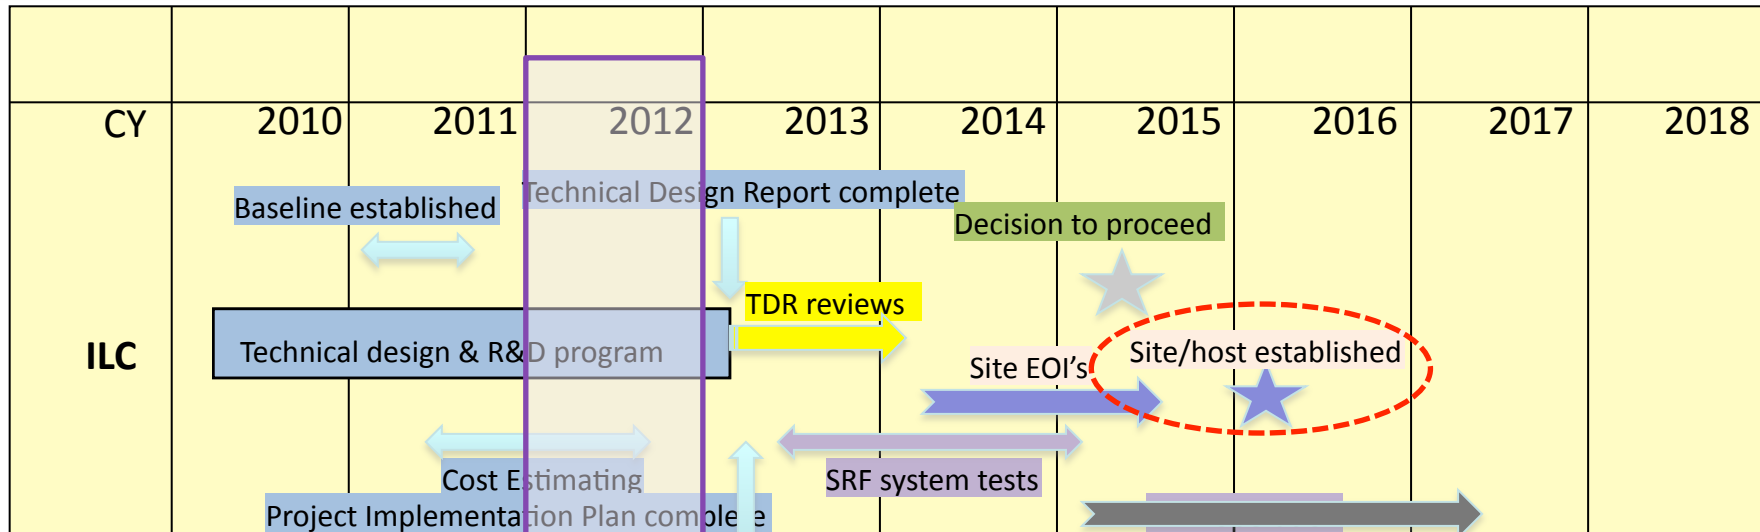 CY 2010 2011 2012 2013 2014 2015 2016 2017 2018
Technical Design Report complete
Baseline established
Decision to proceed
TDR reviews
ILC
Technical design & R&D program
Site EOI's
Site/host established
Cost Estimating
SRF system tests
Project Implementation Plan complete